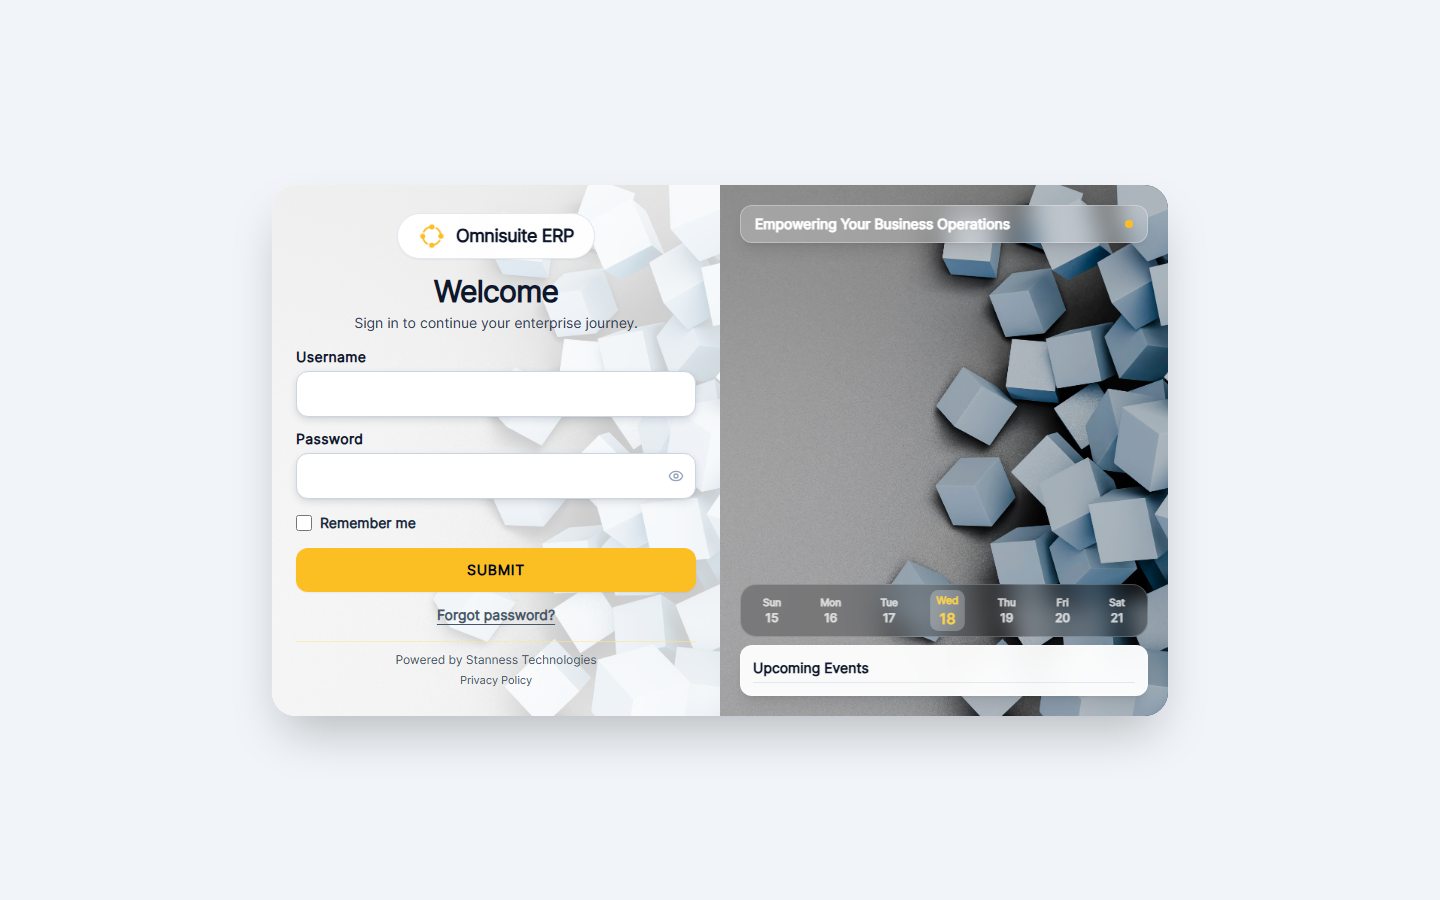 Omnisuite ERP
Welcome
Sign in to continue your enterprise journey.
Username
Password
Remember me
SUBMIT
Forgot password?
Powered by Stanness Technologies
Privacy Policy
Empowering Your Business Operations
Sun Mon Tue Wed Thu Fri Sat
15 16 17 18 19 20 21
Upcoming Events